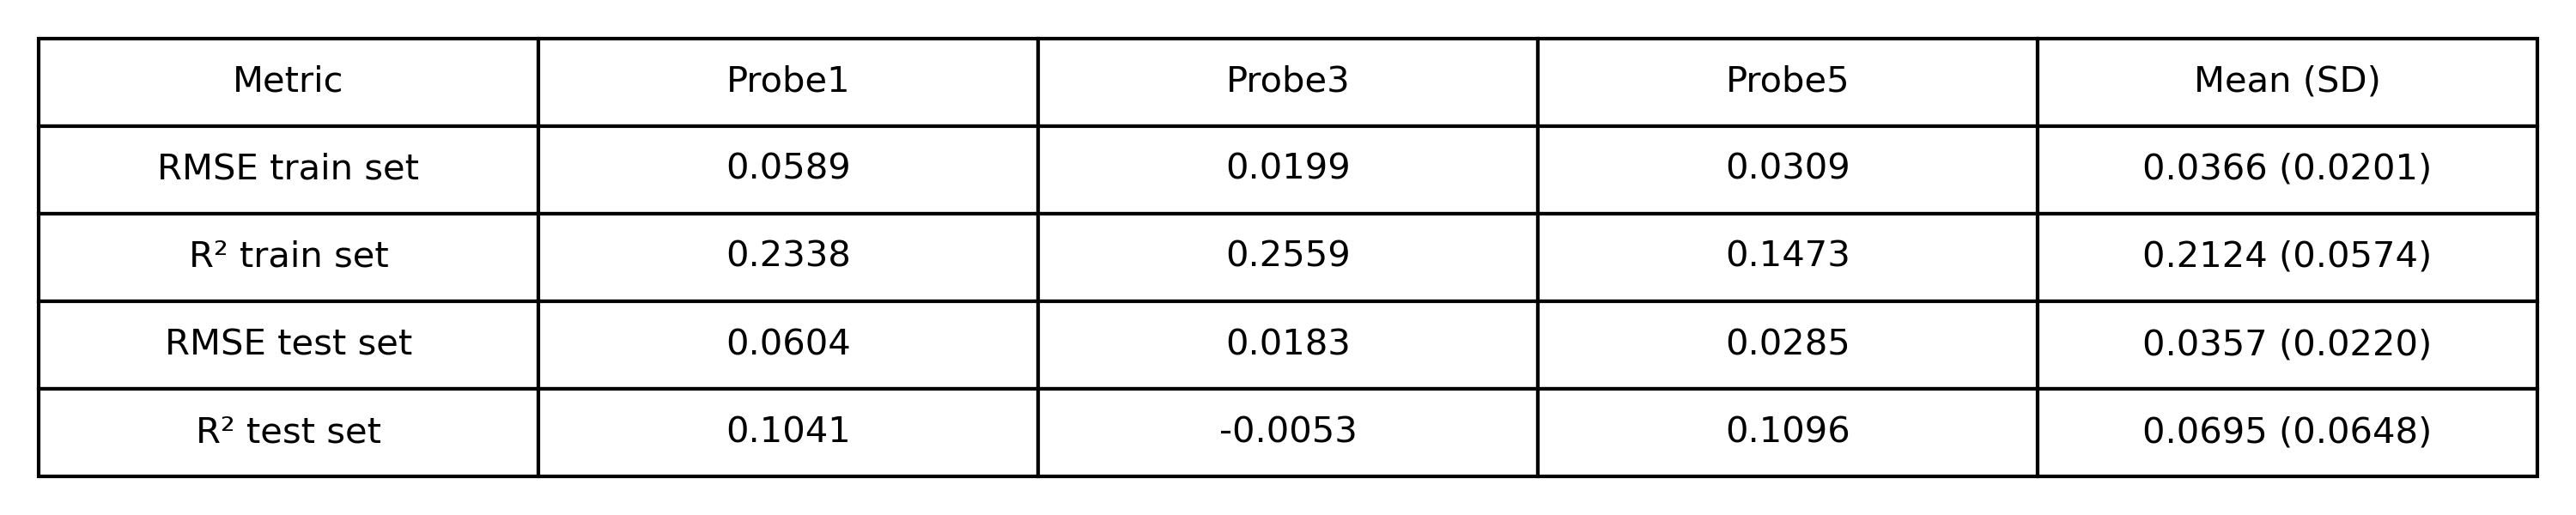 Metric Probe1 Probe3 Probe5 Mean (SD)
RMSE train set 0.0589 0.0199 0.0309 0.0366 (0.0201)
R² train set 0.2338 0.2559 0.1473 0.2124 (0.0574)
RMSE test set 0.0604 0.0183 0.0285 0.0357 (0.0220)
R² test set 0.1041 -0.0053 0.1096 0.0695 (0.0648)